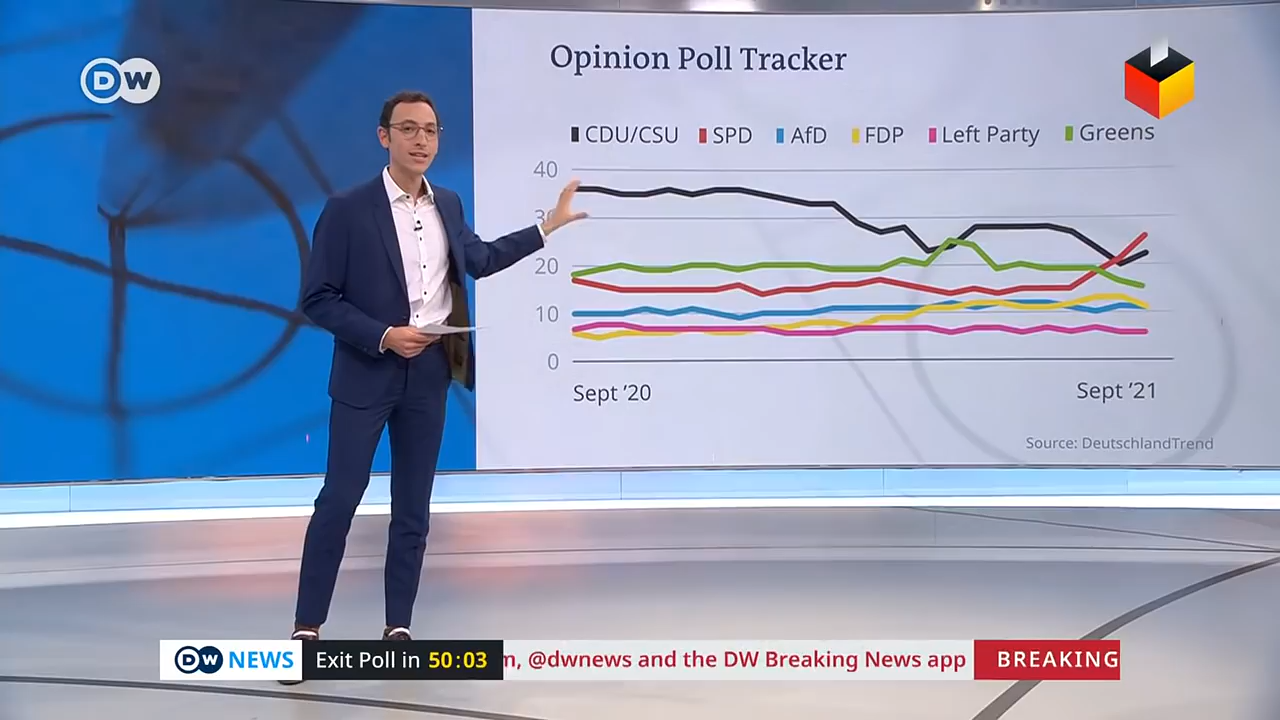 DW
Opinion Poll Tracker
CDU/CSU SPD AfD FDP Left Party Greens
40
20
10
0
Sept '20
Sept '21
Source: DeutschlandTrend
DW NEWS Exit Poll in 50:03 , @dwnews and the DW Breaking News app BREAKING